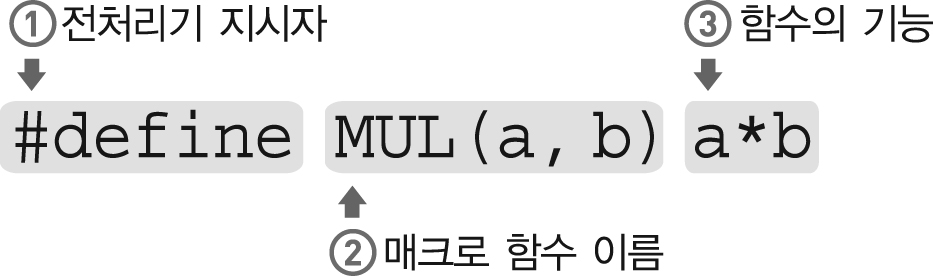 ①전처리기 지시자 ③함수의 기능
#define MUL(a, b) a*b
②매크로 함수 이름